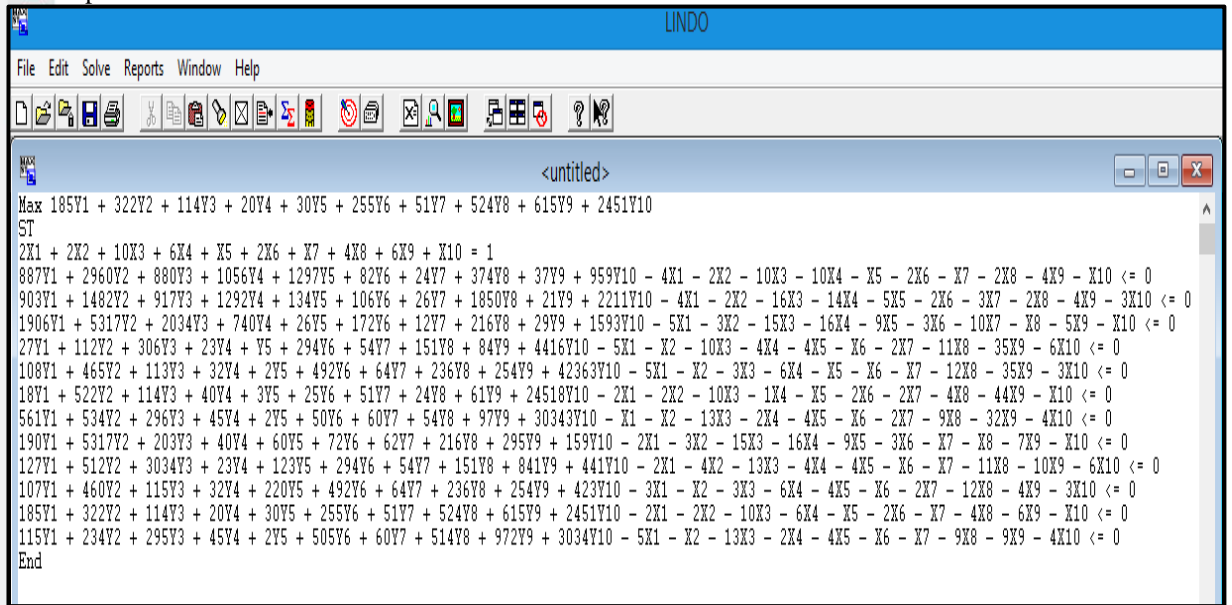 LINDO
File Edit Solve Reports Window Help
<untitled>
Max 185Y1 + 322Y2 + 114Y3 + 20Y4 + 30Y5 + 255Y6 + 51Y7 + 524Y8 + 615Y9 + 2451Y10
ST
2X1 + 2X2 + 10X3 + 6X4 + X5 + 2X6 + X7 + 4X8 + 6X9 + X10 = 1
887Y1 + 2960Y2 + 880Y3 + 1056Y4 + 1297Y5 + 82Y6 + 24Y7 + 374Y8 + 37Y9 + 959Y10 - 4X1 - 2X2 - 10X3 - 10X4 - X5 - 2X6 - X7 - 2X8 - 4X9 - X10 <= 0
903Y1 + 1482Y2 + 917Y3 + 1292Y4 + 134Y5 + 106Y6 + 26Y7 + 1850Y8 + 21Y9 + 2211Y10 - 4X1 - 2X2 - 16X3 - 14X4 - 5X5 - 2X6 - 3X7 - 2X8 - 4X9 - 3X10 <= 0
1906Y1 + 5317Y2 + 2034Y3 + 740Y4 + 26Y5 + 172Y6 + 12Y7 + 216Y8 + 29Y9 + 1593Y10 - 5X1 - 3X2 - 15X3 - 16X4 - 9X5 - 3X6 - 10X7 - X8 - 5X9 - X10 <= 0
27Y1 + 112Y2 + 306Y3 + 23Y4 + Y5 + 294Y6 + 54Y7 + 151Y8 + 84Y9 + 4416Y10 - 5X1 - X2 - 10X3 - 4X4 - 4X5 - X6 - 2X7 - 11X8 - 35X9 - 6X10 <= 0
108Y1 + 465Y2 + 113Y3 + 32Y4 + 2Y5 + 492Y6 + 64Y7 + 236Y8 + 254Y9 + 42363Y10 - 5X1 - X2 - 3X3 - 6X4 - X5 - X6 - X7 - 12X8 - 35X9 - 3X10 <= 0
18Y1 + 522Y2 + 114Y3 + 40Y4 + 3Y5 + 25Y6 + 51Y7 + 24Y8 + 61Y9 + 24518Y10 - 2X1 - 2X2 - 10X3 - 1X4 - X5 - 2X6 - 2X7 - 4X8 - 44X9 - X10 <= 0
561Y1 + 534Y2 + 296Y3 + 45Y4 + 2Y5 + 50Y6 + 60Y7 + 54Y8 + 97Y9 + 30343Y10 - X1 - X2 - 13X3 - 2X4 - 4X5 - X6 - 2X7 - 9X8 - 32X9 - 4X10 <= 0
190Y1 + 5317Y2 + 203Y3 + 40Y4 + 60Y5 + 72Y6 + 62Y7 + 216Y8 + 295Y9 + 159Y10 - 2X1 - 3X2 - 15X3 - 16X4 - 9X5 - 3X6 - X7 - X8 - 7X9 - X10 <= 0
127Y1 + 512Y2 + 3034Y3 + 23Y4 + 123Y5 + 294Y6 + 54Y7 + 151Y8 + 841Y9 + 441Y10 - 2X1 - 4X2 - 13X3 - 4X4 - 4X5 - X6 - X7 - 11X8 - 10X9 - 6X10 <= 0
107Y1 + 460Y2 + 115Y3 + 32Y4 + 220Y5 + 492Y6 + 64Y7 + 236Y8 + 254Y9 + 423Y10 - 3X1 - X2 - 3X3 - 6X4 - 4X5 - X6 - 2X7 - 12X8 - 4X9 - 3X10 <= 0
185Y1 + 322Y2 + 114Y3 + 20Y4 + 30Y5 + 255Y6 + 51Y7 + 524Y8 + 615Y9 + 2451Y10 - 2X1 - 2X2 - 10X3 - 6X4 - X5 - 2X6 - X7 - 4X8 - 6X9 - X10 <= 0
115Y1 + 234Y2 + 295Y3 + 45Y4 + 2Y5 + 505Y6 + 60Y7 + 514Y8 + 972Y9 + 3034Y10 - 5X1 - X2 - 13X3 - 2X4 - 4X5 - X6 - X7 - 9X8 - 9X9 - 4X10 <= 0
End